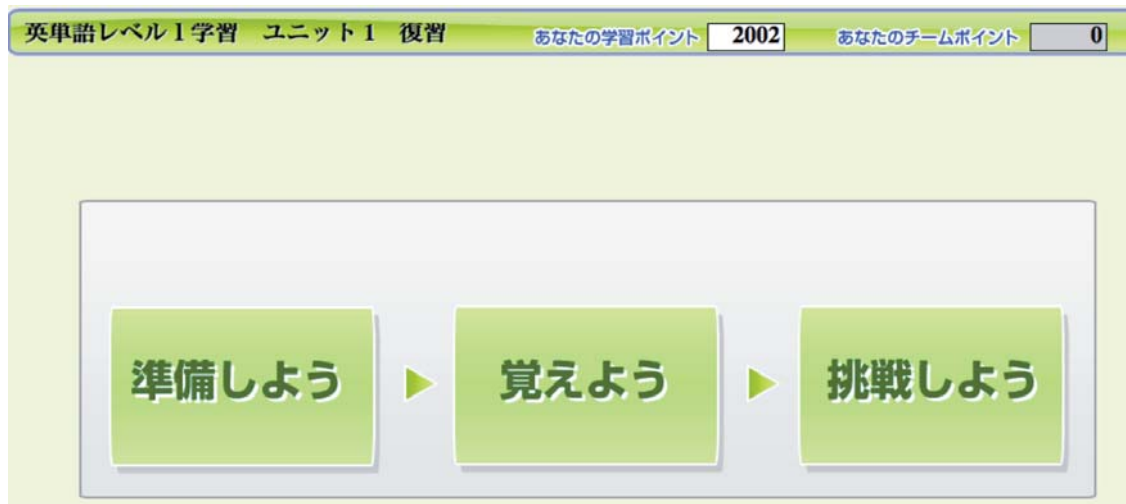 英単語レベル1学習 ユニット1 復習 あなたの学習ポイント 2002 あなたのチームポイント 0
準備しよう 覚えよう 挑戦しよう